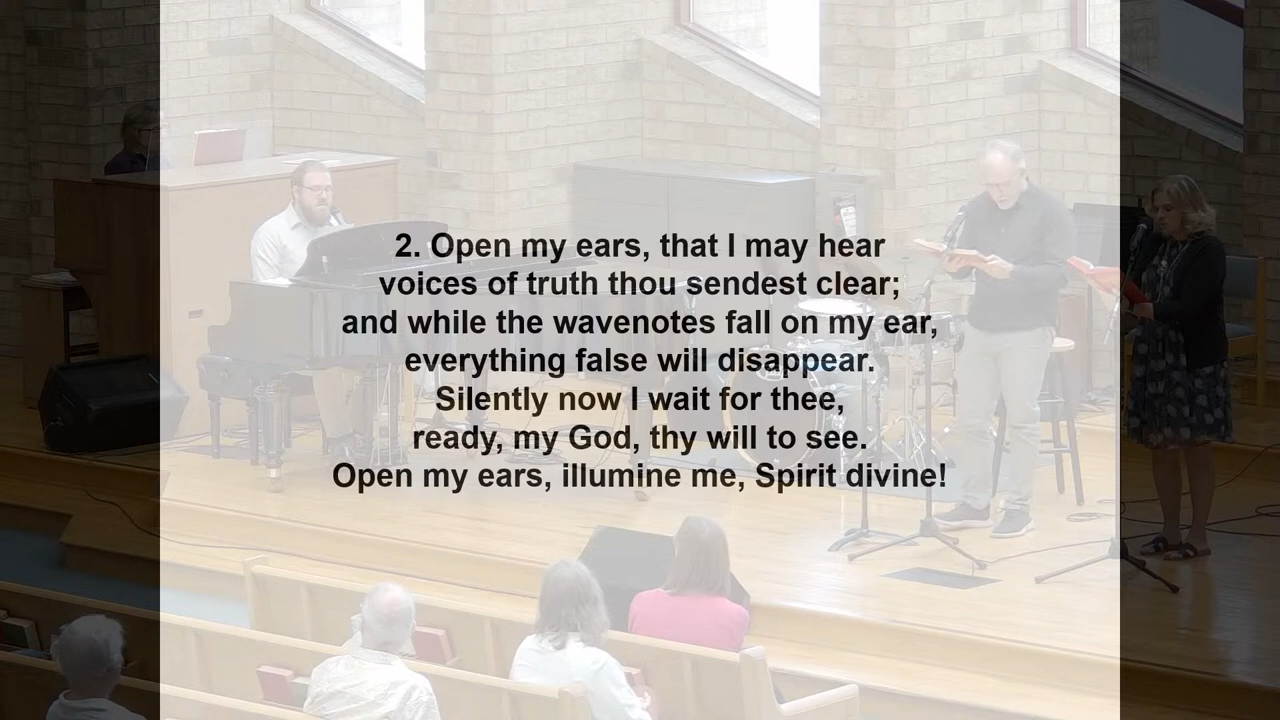 2. Open my ears, that I may hear
voices of truth thou sendest clear;
and while the wavenotes fall on my ear,
everything false will disappear.
Silently now I wait for thee,
ready, my God, thy will to see.
Open my ears, illumine me, Spirit divine!